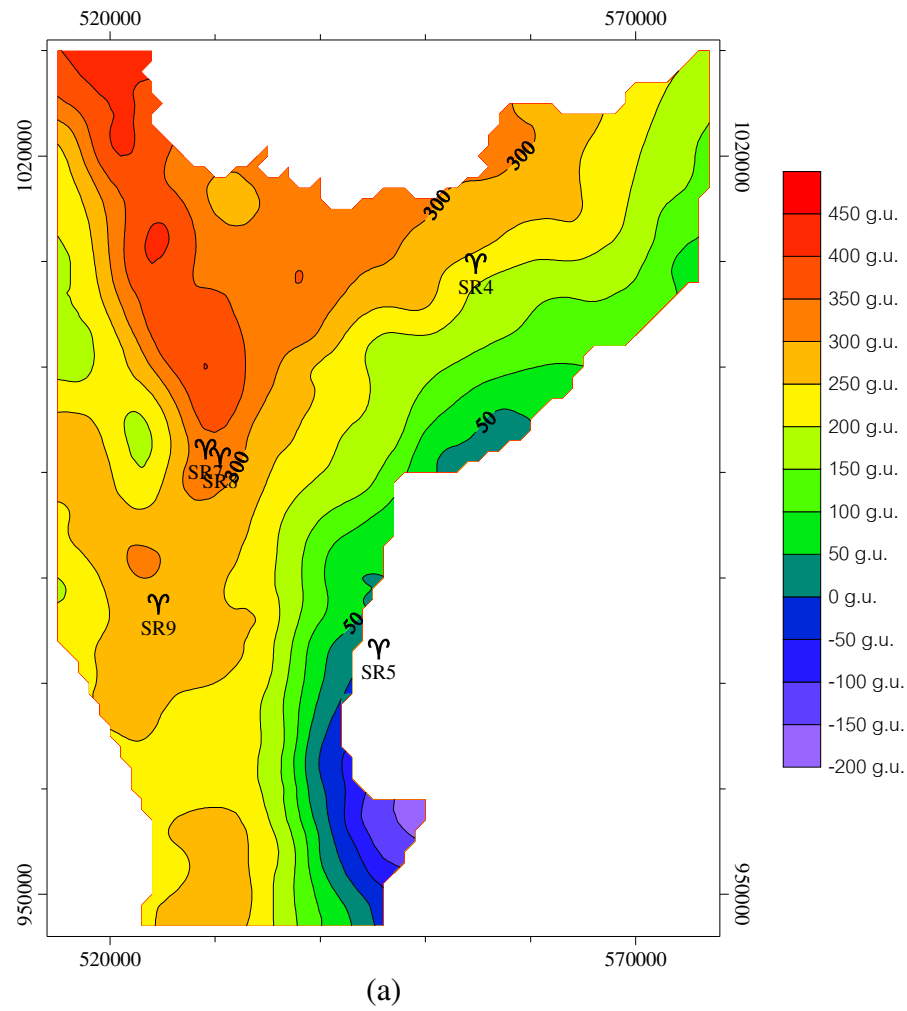 520000 570000
1020000 1020000
300
300
SR4
450 g.u.
400 g.u.
350 g.u.
300 g.u.
250 g.u.
200 g.u.
150 g.u.
100 g.u.
50 g.u.
0 g.u.
-50 g.u.
-100 g.u.
-150 g.u.
-200 g.u.
50
300
SR7
SR8
SR9
50
SR5
950000 950000
520000 570000
(a)